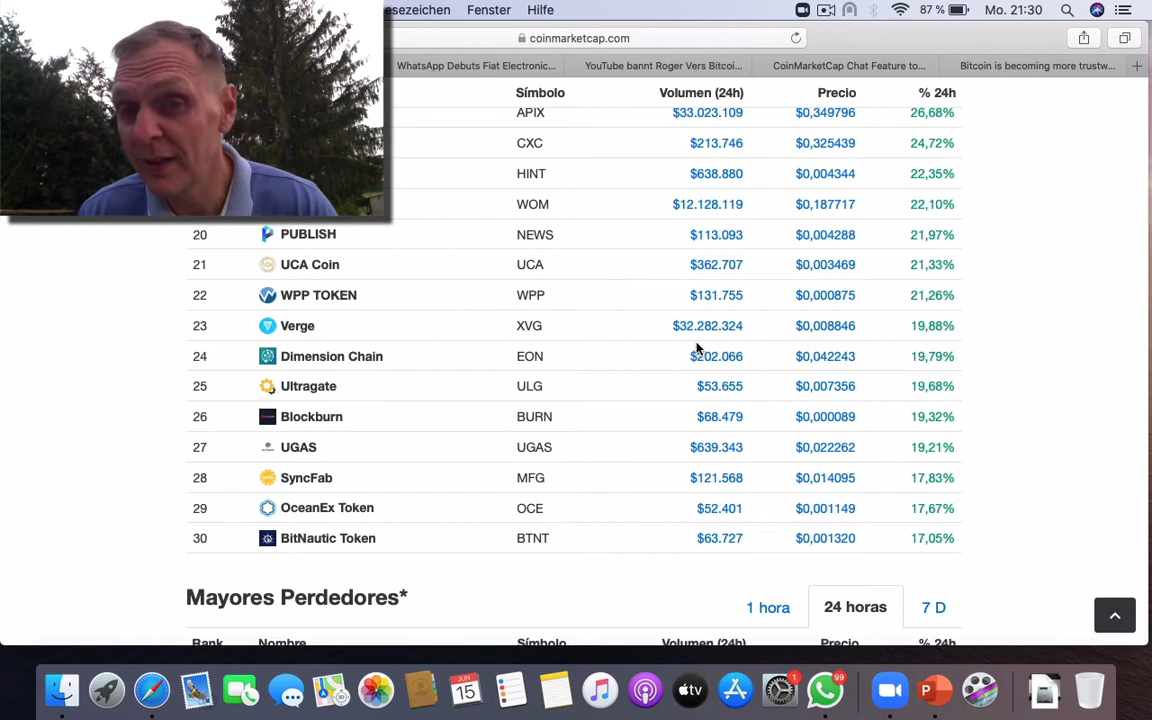 esezeichen Fenster Hilfe 87 % Mo. 21:30
coinmarketcap.com
WhatsApp Debuts Fiat Electronic... YouTube bannt Roger Vers Bitcoi... CoinMarketCap Chat Feature to... Bitcoin is becoming more trustw...
Símbolo Volumen (24h) Precio % 24h
APIX $33.023.109 $0,349796 26,68%
CXC $213.746 $0,325439 24,72%
HINT $638.880 $0,004344 22,35%
WOM $12.128.119 $0,187717 22,10%
20 PUBLISH NEWS $113.093 $0,004288 21,97%
21 UCA Coin UCA $362.707 $0,003469 21,33%
22 WPP TOKEN WPP $131.755 $0,000875 21,26%
23 Verge XVG $32.282.324 $0,008846 19,88%
24 Dimension Chain EON $202.066 $0,042243 19,79%
25 Ultragate ULG $53.655 $0,007356 19,68%
26 Blockburn BURN $68.479 $0,000089 19,32%
27 UGAS UGAS $639.343 $0,022262 19,21%
28 SyncFab MFG $121.568 $0,014095 17,83%
29 OceanEx Token OCE $52.401 $0,001149 17,67%
30 BitNautic Token BTNT $63.727 $0,001320 17,05%
Mayores Perdedores* 1 hora 24 horas 7 D
Rank Nombre Símbolo Volumen (24h) Precio % 24h
JUN
15
tv
1
99